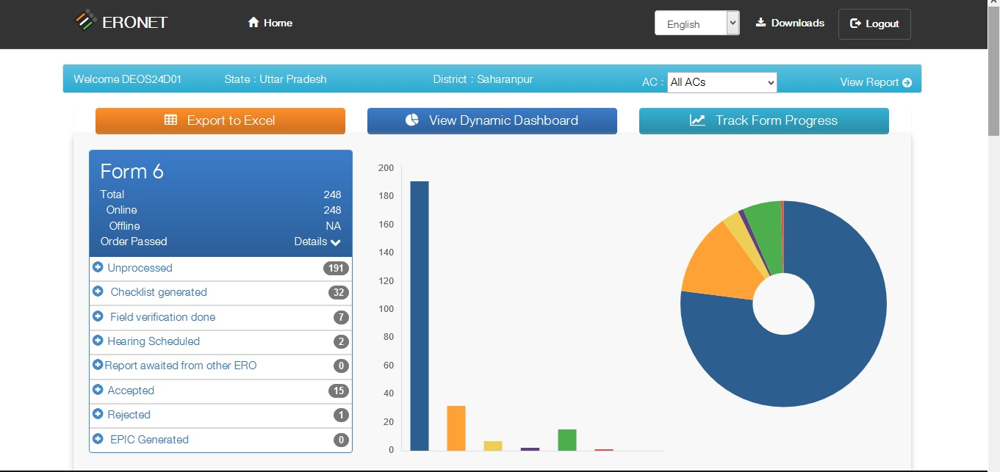 ERONET Home English Downloads Logout
Welcome DEOS24D01 State : Uttar Pradesh District : Saharanpur AC : All ACs View Report
Export to Excel View Dynamic Dashboard Track Form Progress
Form 6
Total 248
Online 248
Offline NA
Order Passed Details
Unprocessed 191
Checklist generated 32
Field verification done 7
Hearing Scheduled 2
Report awaited from other ERO 0
Accepted 15
Rejected 1
EPIC Generated 0
200
180
160
140
120
100
80
60
40
20
0